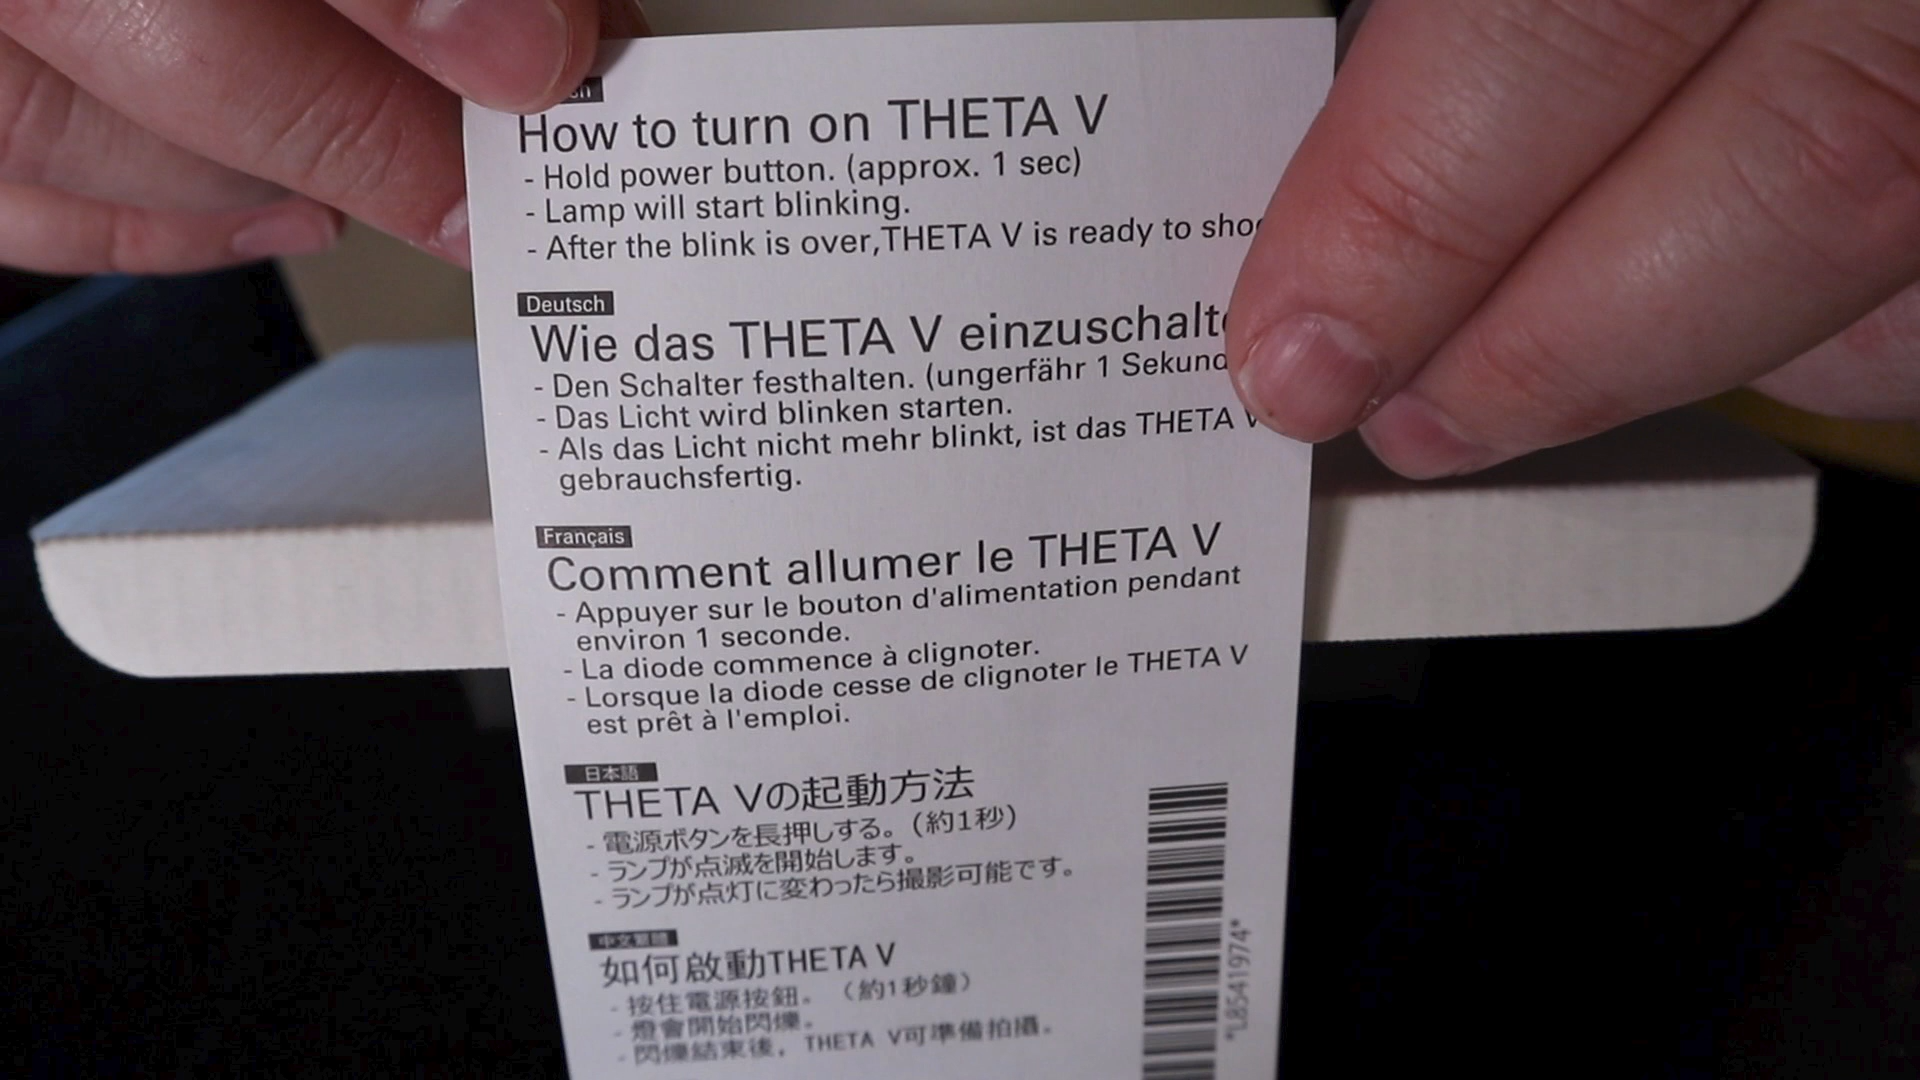 How to turn on THETA V
- Hold power button. (approx. 1 sec)
- Lamp will start blinking.
- After the blink is over,THETA V is ready to
Deutsch
Wie das THETA V
- Den Schalter festhalten. (ungerfähr 1
- Das Licht wird blinken starten.
- Als das Licht nicht mehr blinkt, ist das THETA V
gebrauchsfertig.
Français
Comment allumer le THETA V
- Appuyer sur le bouton d'alimentation pendant
environ 1 seconde.
- La diode commence à clignoter.
- Lorsque la diode cesse de clignoter le THETA V
est prêt à l'emploi.
日本語
THETA Vの起動方法
- 電源ボタンを長押しする。(約1秒)
- ランプが点滅を開始します。
- ランプが点灯に変わったら撮影可能です。
中文繁體
如何啟動THETA V
- 按住電源按鈕。（約1秒鐘）
- 燈會開始閃爍。
- 閃爍結束後，THETA V可準備拍攝。
*L8541974*